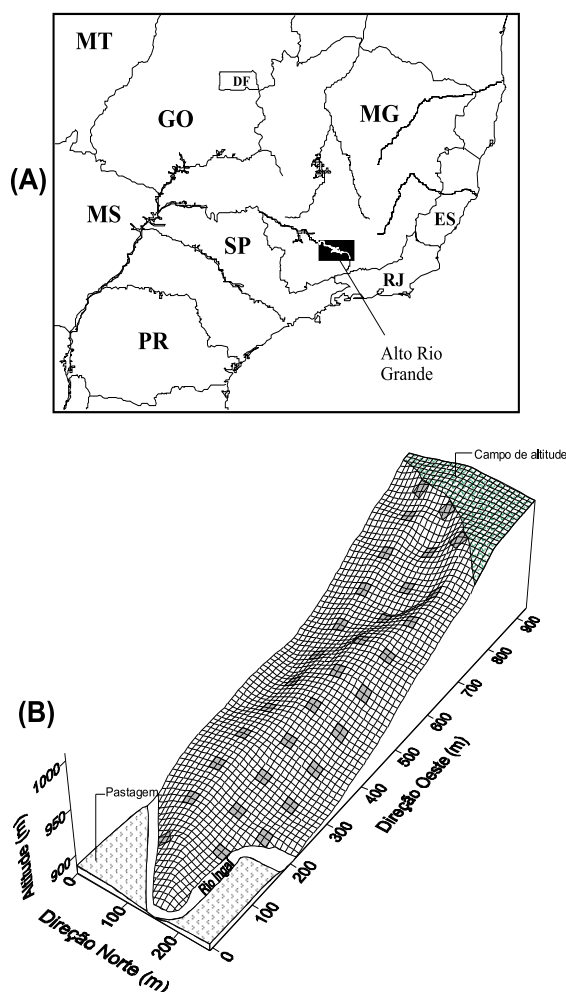 MT
DF
GO
MG
(A)
MS
ES
SP
RJ
Alto Rio
Grande
PR
Campo de altitude
(B)
1000
950
900
Altitude (m)
Pastagem
Rio Ingaí
0
100
200
Direção Norte (m)
0
100
200
300
400
500
600
700
800
900
Direção Oeste (m)